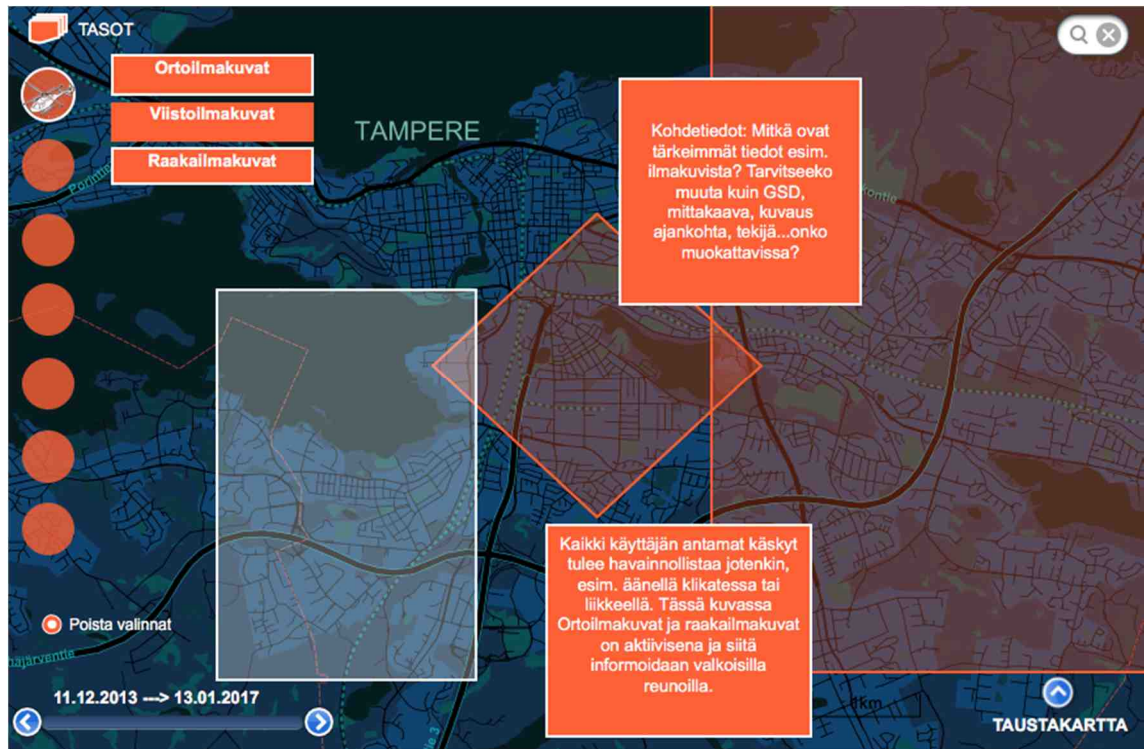 TASOT
Ortoilmakuvat
Viistoilmakuvat
Raakailmakuvat
TAMPERE
Porintie
Kohdetiedot: Mitkä ovat
tärkeimmät tiedot esim.
ilmakuvista? Tarvitseeko
muuta kuin GSD,
mittakaava, kuvaus
ajankohta, tekijä...onko
muokattavissa?
Kaikki käyttäjän antamat käskyt
tulee havainnollistaa jotenkin,
esim. äänellä klikatessa tai
liikkeellä. Tässä kuvassa
Ortoilmakuvat ja raakailmakuvat
on aktiivisena ja siitä
informoidaan valkoisilla
reunoilla.
Poista valinnat
11.12.2013 ---> 13.01.2017
1km
TAUSTAKARTTA